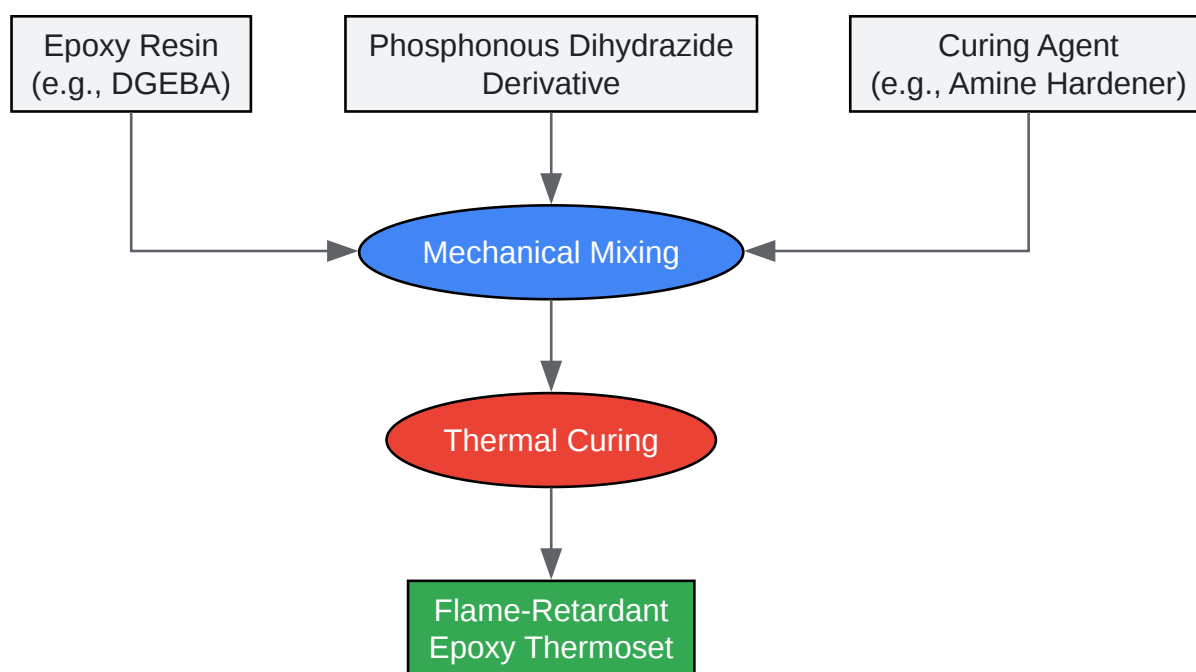 Epoxy Resin
(e.g., DGEBA)
Phosphonous Dihydrazide
Derivative
Curing Agent
(e.g., Amine Hardener)
Mechanical Mixing
Thermal Curing
Flame-Retardant
Epoxy Thermoset